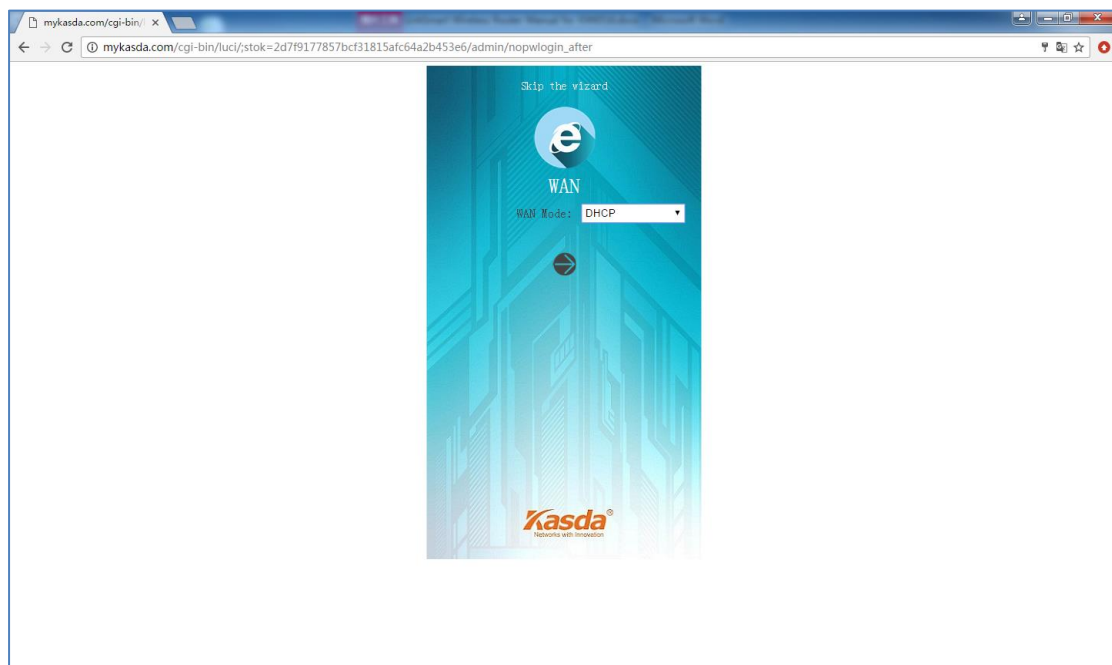 mykasda.com/cgi-bin/l
mykasda.com/cgi-bin/luci/;stok=2d7f9177857bcf31815afc64a2b453e6/admin/nopwlogin_after
Skip the wizard
WAN
WAN Mode: DHCP
Kasda®
Networks with Innovation